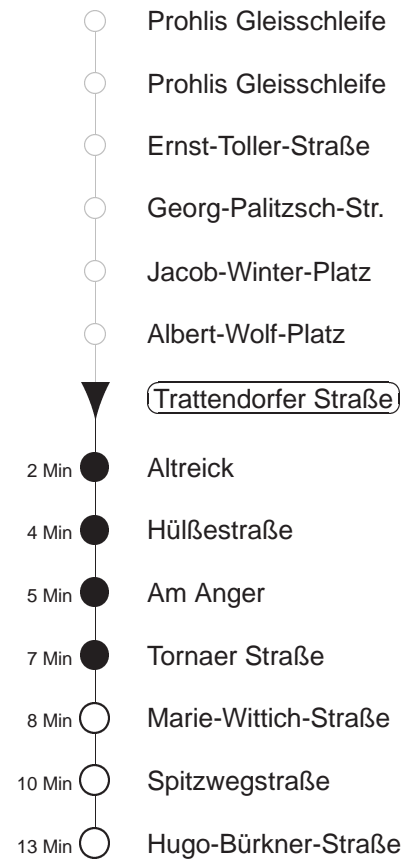 Prohlis Gleisschleife
Prohlis Gleisschleife
Ernst-Toller-Straße
Georg-Palitzsch-Str.
Jacob-Winter-Platz
Albert-Wolf-Platz
Trattendorfer Straße
2 Min Altreick
4 Min Hülßestraße
5 Min Am Anger
7 Min Tornaer Straße
8 Min Marie-Wittich-Straße
10 Min Spitzwegstraße
13 Min Hugo-Bürkner-Straße